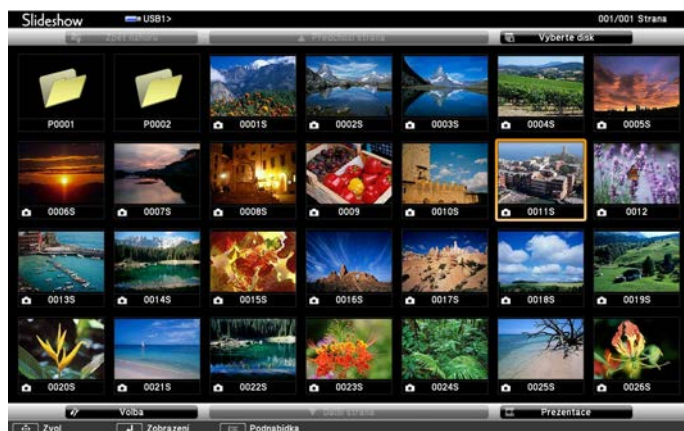 Slideshow USB1> 001/001 Strana
Zpět nahoru Předchozí strana Vyberte disk
P0001 P0002 0001S 0002S 0003S 0004S 0005S
0006S 0007S 0008S 0009 0010S 0011S 0012
0013S 0014S 0015S 0016S 0017S 0018S 0019S
0020S 0021S 0022S 0023S 0024S 0025S 0026S
Volba Další strana Prezentace
Zvol Zobrazení Podnabídka